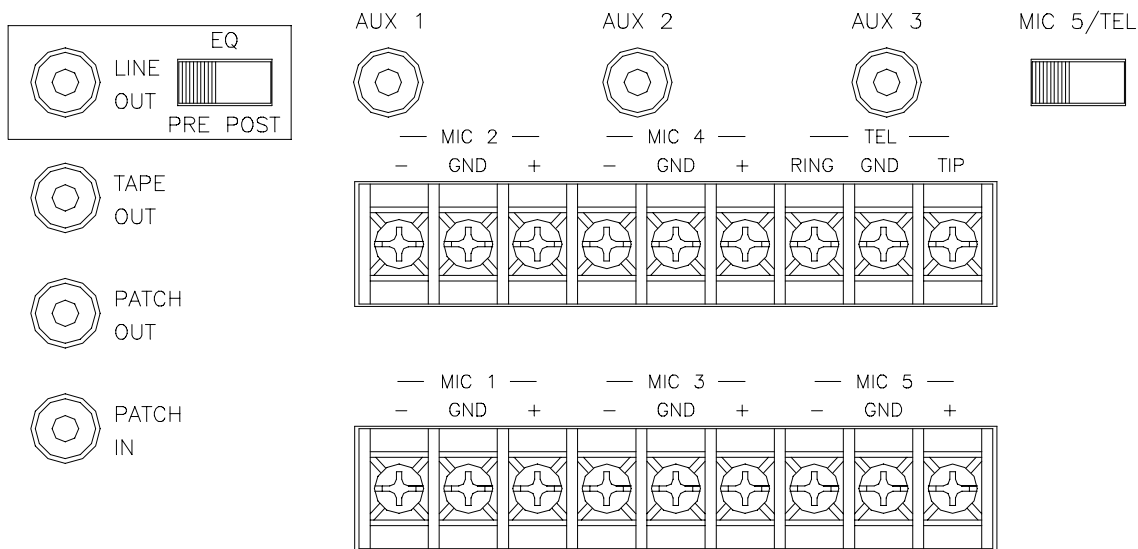 EQ
LINE
OUT
PRE POST
TAPE
OUT
PATCH
OUT
PATCH
IN
AUX 1 AUX 2 AUX 3 MIC 5/TEL
MIC 2 MIC 4 TEL
- GND + - GND + RING GND TIP
MIC 1 MIC 3 MIC 5
- GND + - GND + - GND +